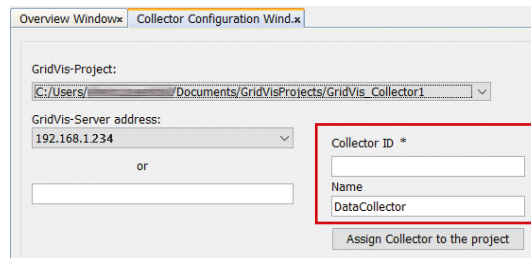 Overview Window
Collector Configuration Wind.
GridVis-Project:
C:/Users/ /Documents/GridVisProjects/GridVis_Collector1
GridVis-Server address:
192.168.1.234
or
Collector ID *
Name
DataCollector
Assign Collector to the project